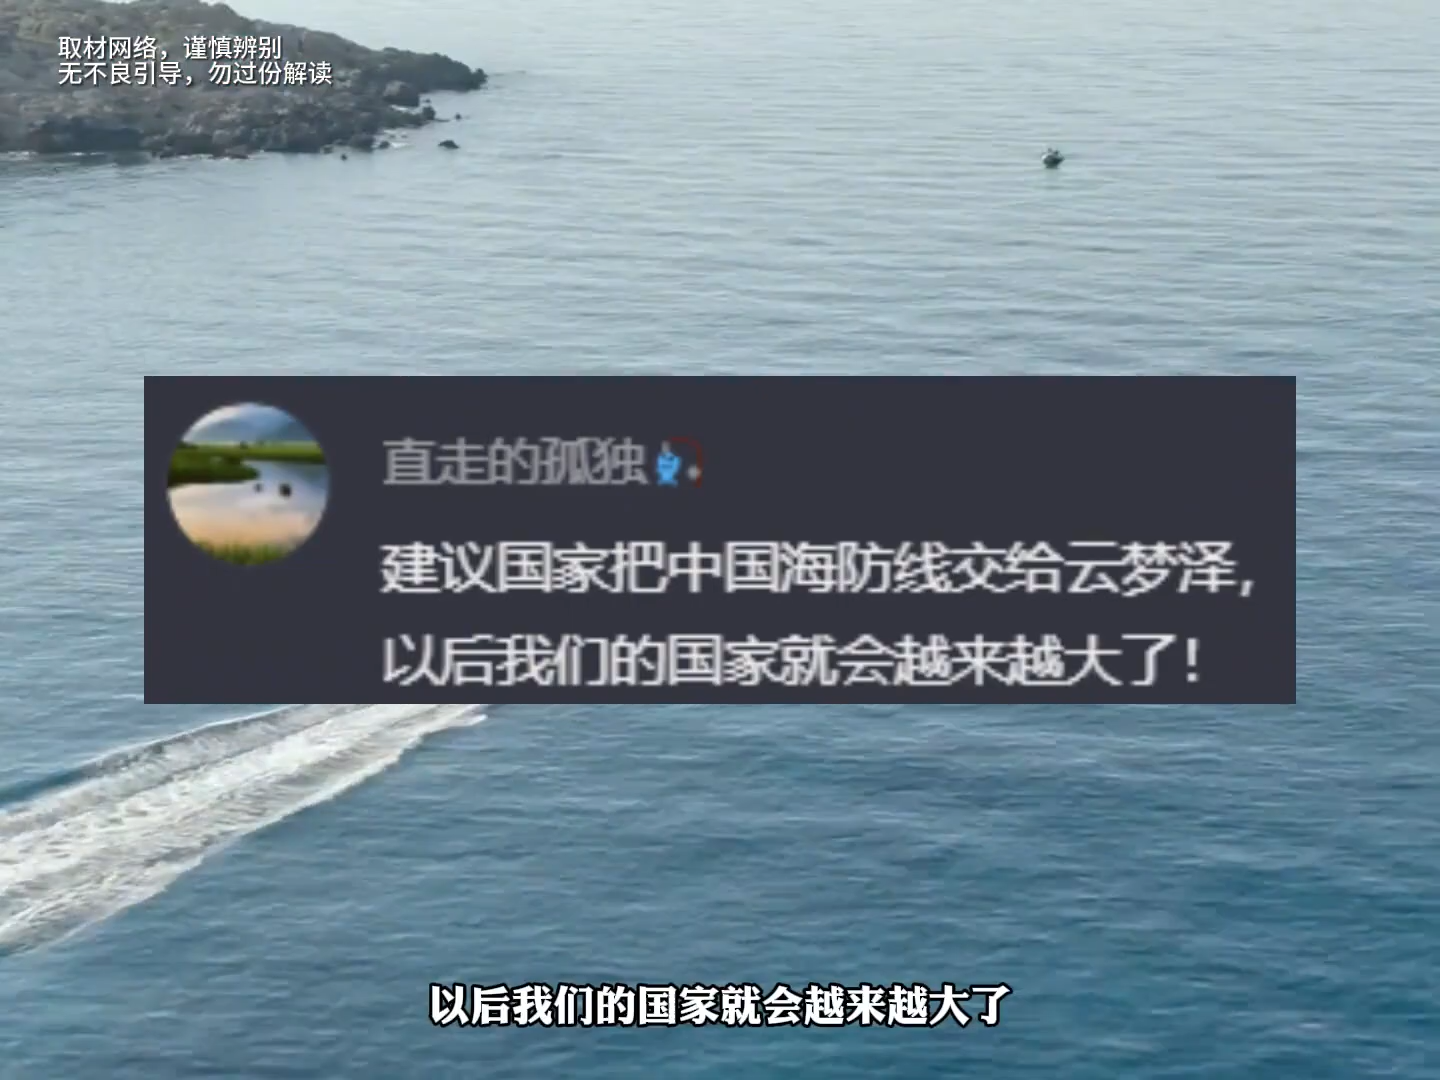 取材网络，谨慎辨别
无不良引导，勿过份解读
直走的孤独
建议国家把中国海防线交给云梦泽，
以后我们的国家就会越来越大了！
以后我们的国家就会越来越大了